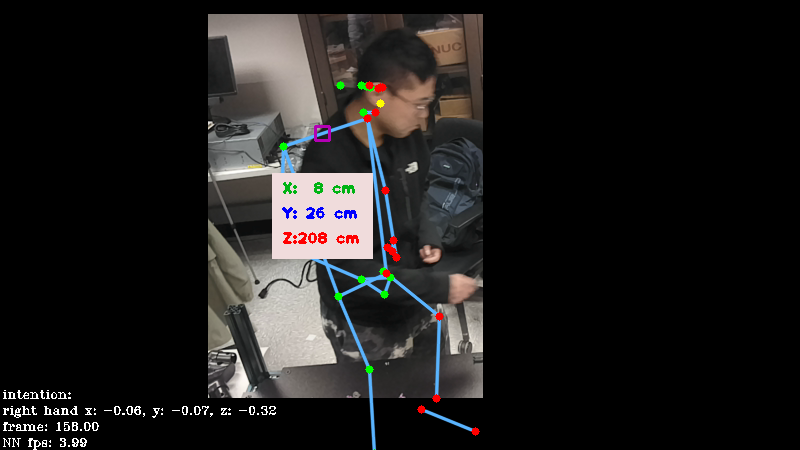 NUC
X: 8 cm
Y: 26 cm
Z:208 cm
intention:
right hand x: −0.06, y: −0.07, z: −0.32
frame: 158.00
NN fps: 3.99